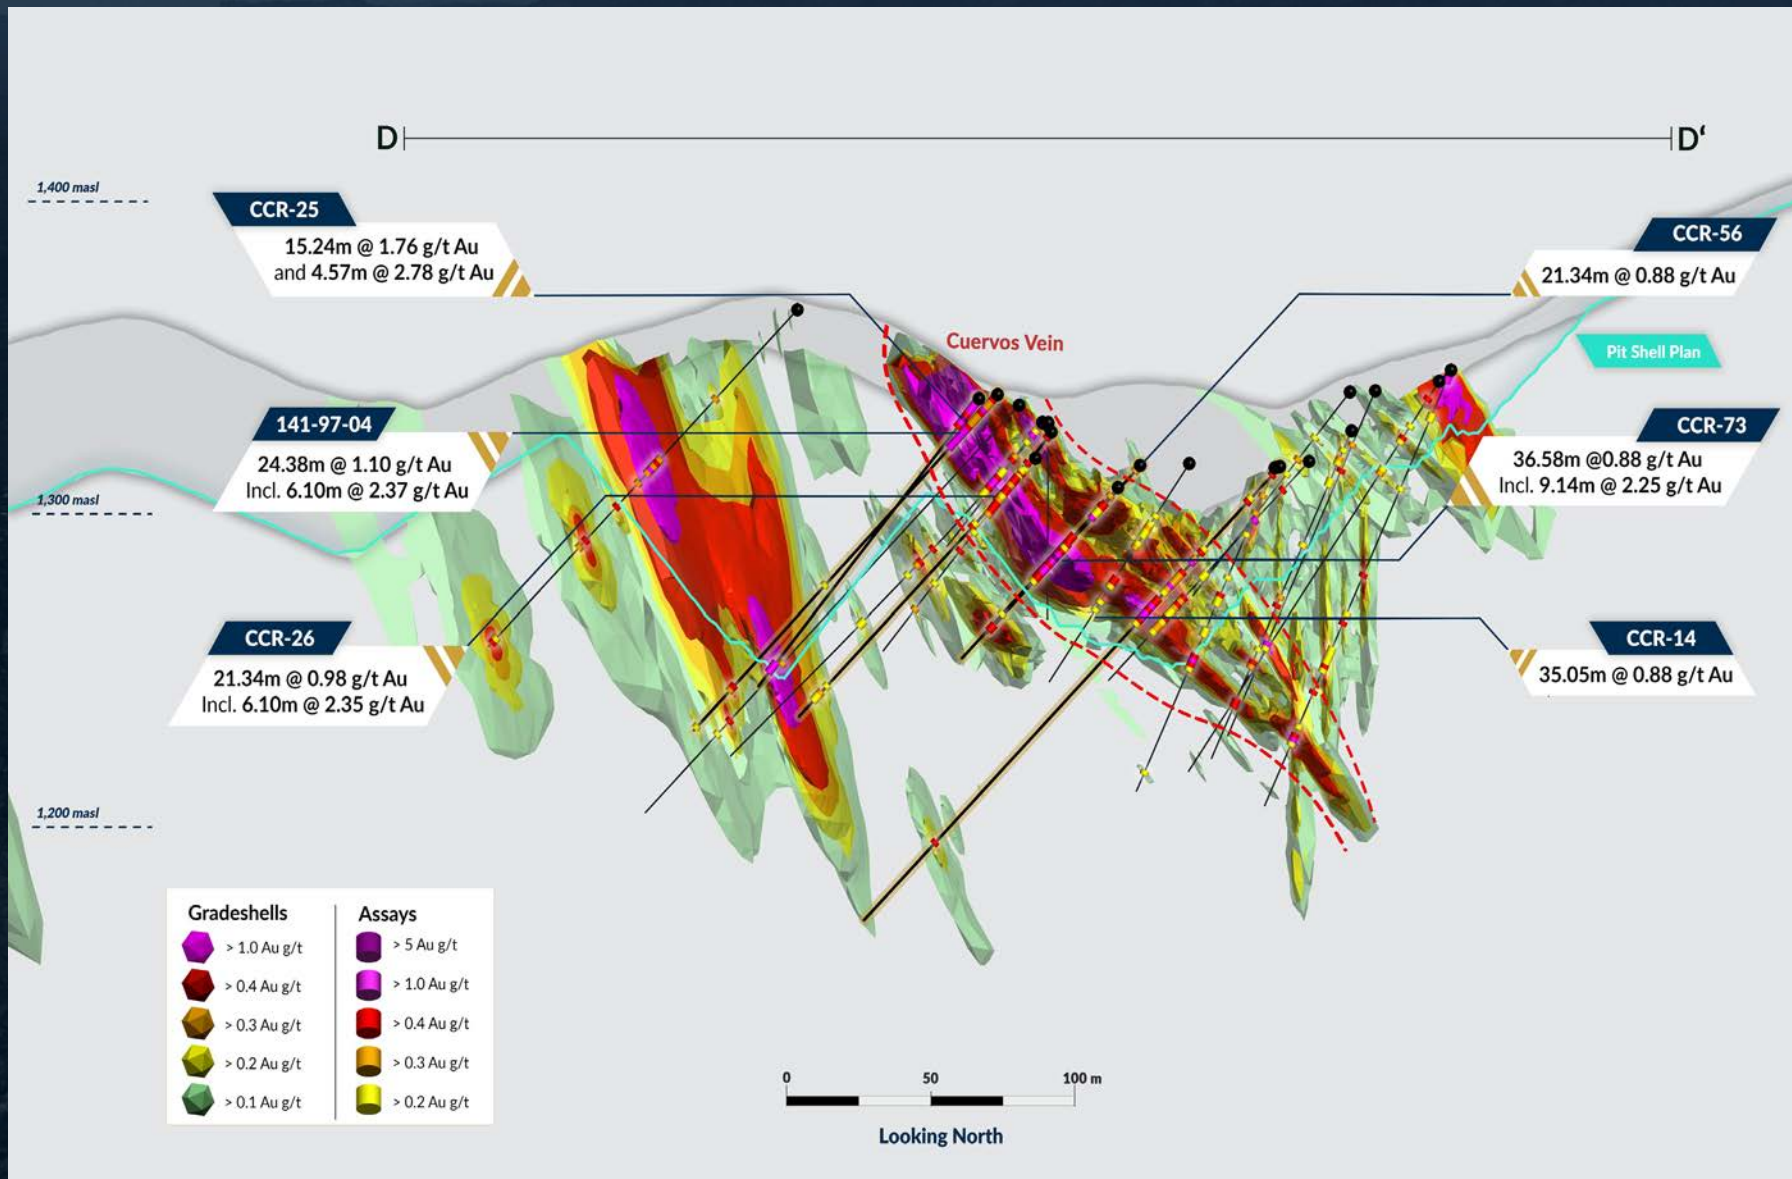 D
D'
1,400 masl
CCR-25
15.24m @ 1.76 g/t Au
and 4.57m @ 2.78 g/t Au
CCR-56
21.34m @ 0.88 g/t Au
Cuervos Vein
Pit Shell Plan
141-97-04
24.38m @ 1.10 g/t Au
Incl. 6.10m @ 2.37 g/t Au
CCR-73
36.58m @0.88 g/t Au
Incl. 9.14m @ 2.25 g/t Au
1,300 masl
CCR-26
21.34m @ 0.98 g/t Au
Incl. 6.10m @ 2.35 g/t Au
CCR-14
35.05m @ 0.88 g/t Au
1,200 masl
Gradeshells
> 1.0 Au g/t
> 0.4 Au g/t
> 0.3 Au g/t
> 0.2 Au g/t
> 0.1 Au g/t
Assays
> 5 Au g/t
> 1.0 Au g/t
> 0.4 Au g/t
> 0.3 Au g/t
> 0.2 Au g/t
0 50 100 m
Looking North